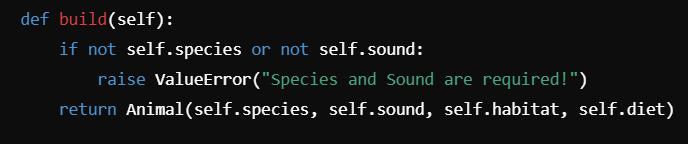 def build(self):
    if not self.species or not self.sound:
        raise ValueError("Species and Sound are required!")
    return Animal(self.species, self.sound, self.habitat, self.diet)